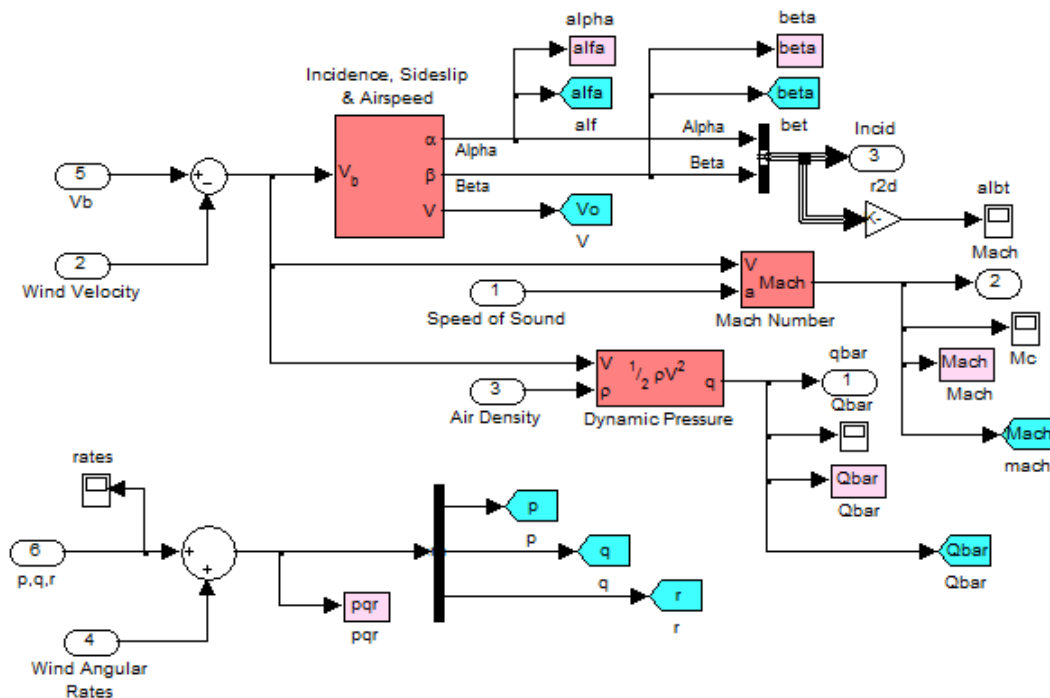 alpha
beta
alfa
beta
Incidence, Sideslip
& Airspeed
alfa
beta
α
Alpha
alf
Alpha
bet
Incid
5
+
−
Vb
β
Beta
Beta
3
Vb
r2d
V
Vo
V
K-
albt
2
Wind Velocity
Mach
V
Mach
a
1
2
Speed of Sound
Mach Number
Mc
V
1/2 ρV²
q
ρ
qbar
Mach
3
1
Mach
Air Density
Dynamic Pressure
Qbar
Mach
mach
rates
Qbar
Qbar
p
p
6
+
+
q
Qbar
p,q,r
q
Qbar
pqr
r
pqr
r
4
Wind Angular
Rates